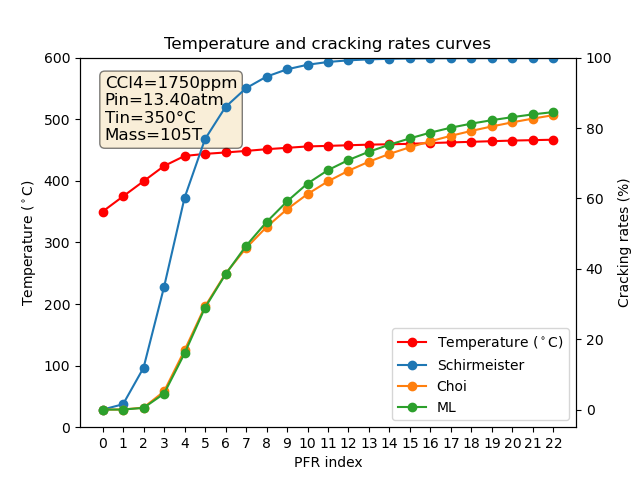 Temperature and cracking rates curves
CCl4=1750ppm
Pin=13.40atm
Tin=350°C
Mass=105T
600
500
400
300
200
100
0
Temperature (°C)
100
80
60
40
20
0
Cracking rates (%)
Temperature (°C)
Schirmeister
Choi
ML
0 1 2 3 4 5 6 7 8 9 10 11 12 13 14 15 16 17 18 19 20 21 22
PFR index